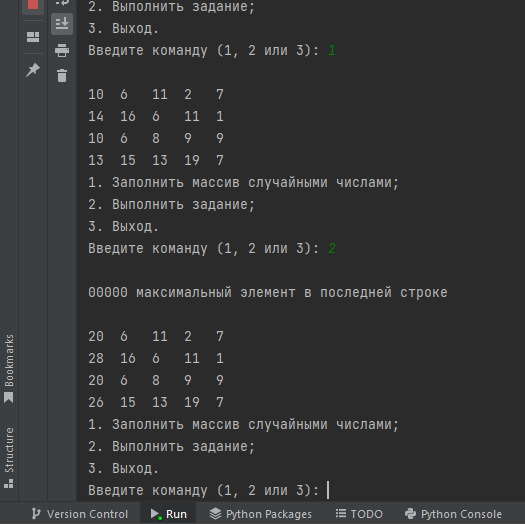 2. Выполнить задание;
3. Выход.
Введите команду (1, 2 или 3): 1
10 6 11 2 7
14 16 6 11 1
10 6 8 9 9
13 15 13 19 7
1. Заполнить массив случайными числами;
2. Выполнить задание;
3. Выход.
Введите команду (1, 2 или 3): 2
00000 максимальный элемент в последней строке
20 6 11 2 7
28 16 6 11 1
20 6 8 9 9
26 15 13 19 7
1. Заполнить массив случайными числами;
2. Выполнить задание;
3. Выход.
Введите команду (1, 2 или 3):
Bookmarks
Structure
Version Control Run Python Packages TODO Python Console